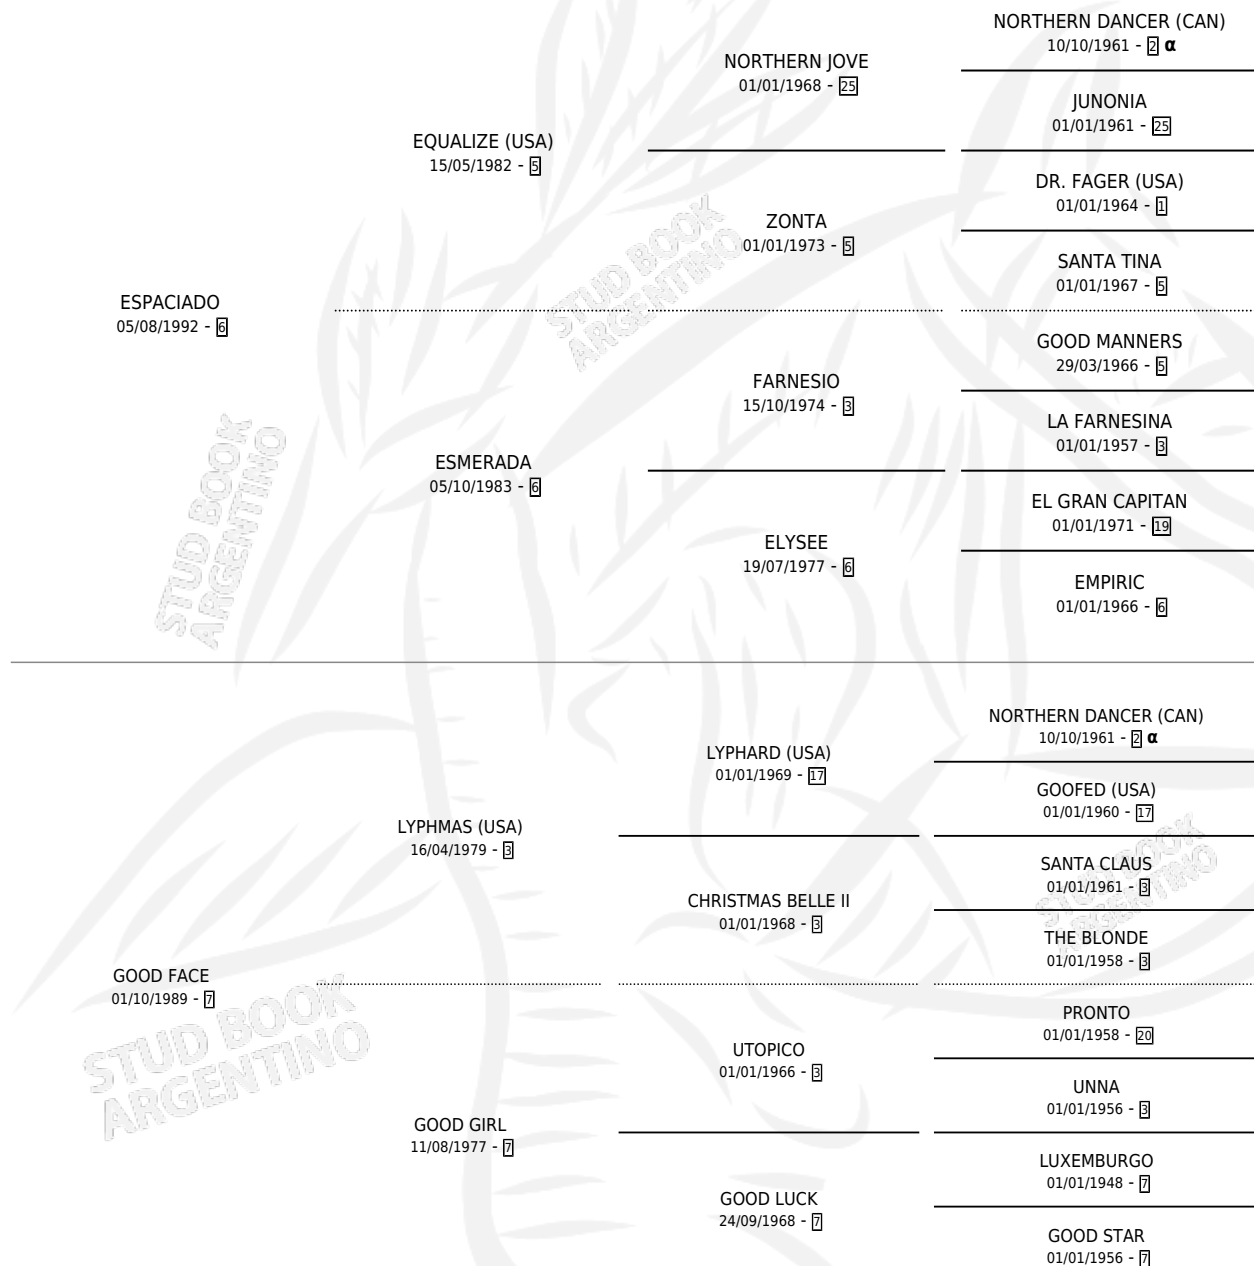 NORTHERN DANCER (CAN)
10/10/1961 - 2 α
NORTHERN JOVE
01/01/1968 - 25
JUNONIA
01/01/1961 - 25
EQUALIZE (USA)
15/05/1982 - 5
DR. FAGER (USA)
01/01/1964 - 1
ZONTA
01/01/1973 - 5
SANTA TINA
01/01/1967 - 5
STUD BOOK
ARGENTINO
ESPACIADO
05/08/1992 - 6
GOOD MANNERS
29/03/1966 - 5
FARNESIO
15/10/1974 - 3
LA FARNESINA
01/01/1957 - 3
ESMERADA
05/10/1983 - 6
EL GRAN CAPITAN
01/01/1971 - 19
ELYSEE
19/07/1977 - 6
EMPIRIC
01/01/1966 - 6
STUD BOOK
ARGENTINO
NORTHERN DANCER (CAN)
10/10/1961 - 2 α
LYPHARD (USA)
01/01/1969 - 17
GOOFED (USA)
01/01/1960 - 17
LYPHMAS (USA)
16/04/1979 - 3
SANTA CLAUS
01/01/1961 - 3
CHRISTMAS BELLE II
01/01/1968 - 3
THE BLONDE
01/01/1958 - 3
STUD BOOK
ARGENTINO
GOOD FACE
01/10/1989 - 7
PRONTO
01/01/1958 - 20
UTOPICO
01/01/1966 - 3
UNNA
01/01/1956 - 3
GOOD GIRL
11/08/1977 - 7
LUXEMBURGO
01/01/1948 - 7
GOOD LUCK
24/09/1968 - 7
GOOD STAR
01/01/1956 - 7
STUD BOOK
ARGENTINO